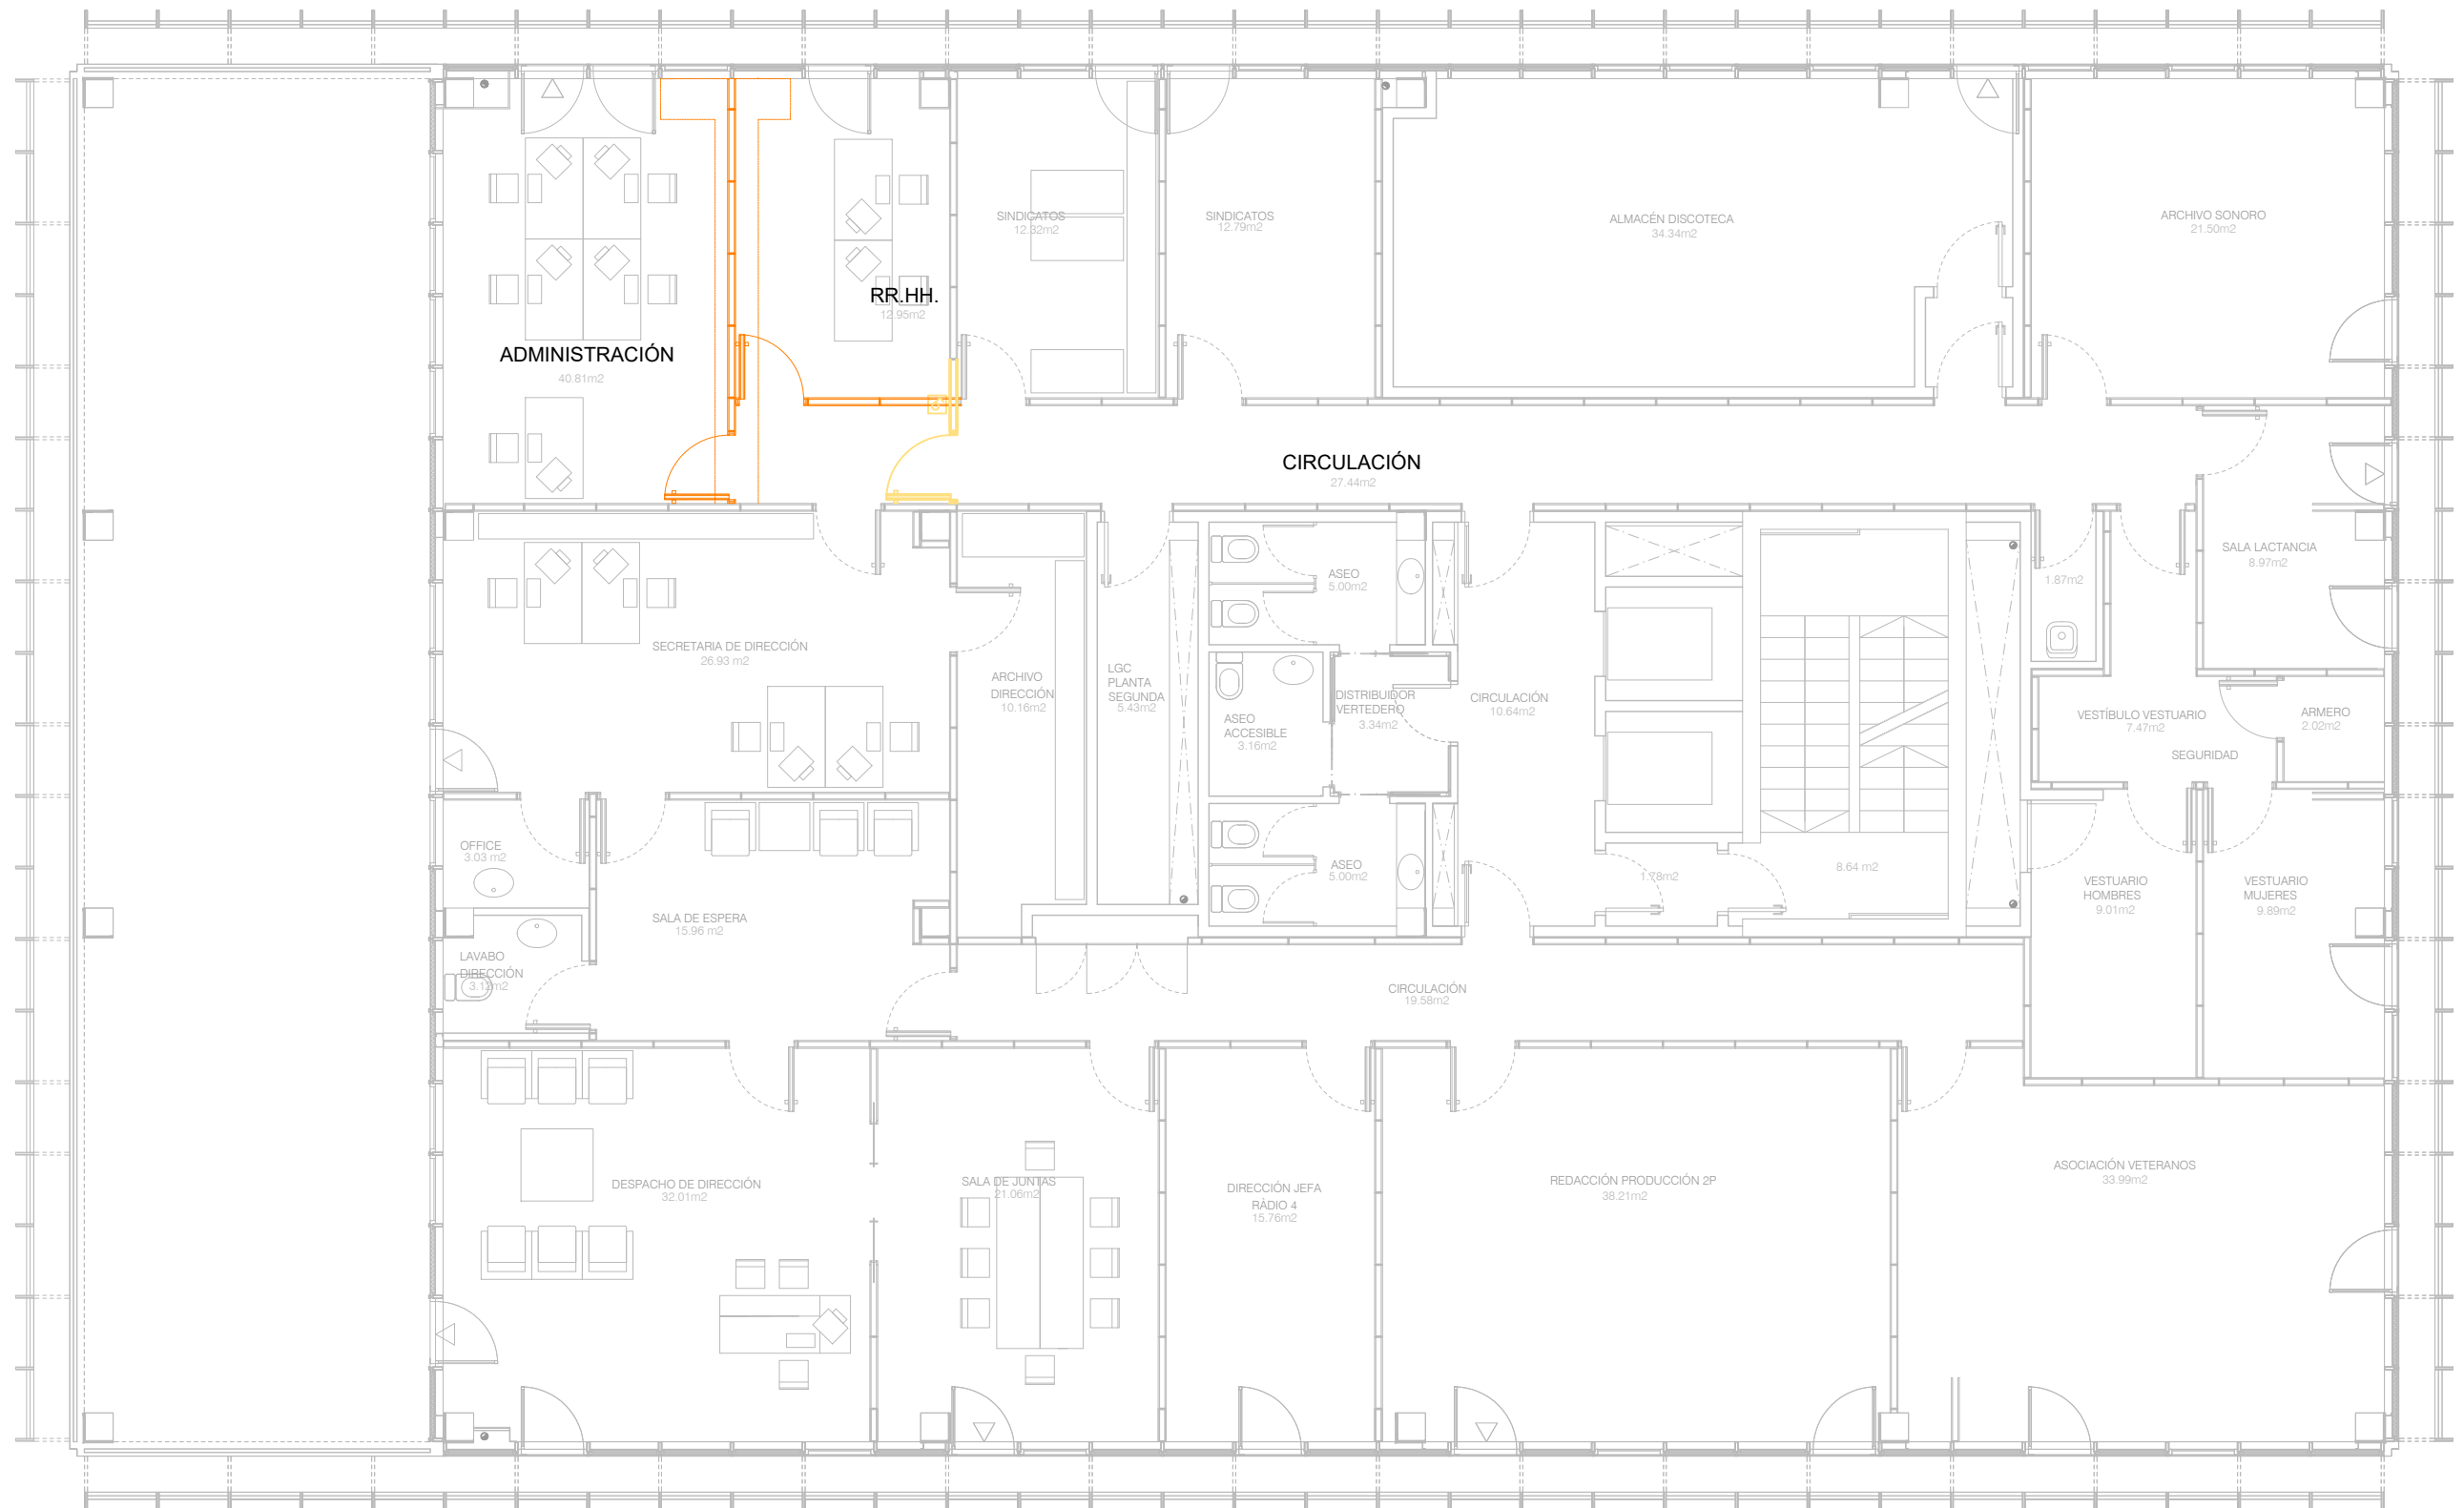 SINDICATOS
12.32m2
SINDICATOS
12.79m2
ALMACÉN DISCOTECA
34.34m2
ARCHIVO SONORO
21.50m2
RR.HH.
12.95m2
ADMINISTRACIÓN
40.81m2
CIRCULACIÓN
27.44m2
SALA LACTANCIA
8.97m2
1.87m2
ASEO
5.00m2
SECRETARIA DE DIRECCIÓN
26.93 m2
ARCHIVO
DIRECCIÓN
10.16m2
LGC
PLANTA
SEGUNDA
5.43m2
ASEO
ACCESIBLE
3.16m2
DISTRIBUIDOR
VERTEDERO
3.34m2
CIRCULACIÓN
10.64m2
VESTÍBULO VESTUARIO
7.47m2
SEGURIDAD
ARMERO
2.02m2
OFFICE
3.03 m2
ASEO
5.00m2
1.78m2
8.64 m2
VESTUARIO
HOMBRES
9.01m2
VESTUARIO
MUJERES
9.89m2
SALA DE ESPERA
15.96 m2
LAVABO
DIRECCIÓN
3.12m2
CIRCULACIÓN
19.58m2
DESPACHO DE DIRECCIÓN
32.01m2
SALA DE JUNTAS
21.06m2
DIRECCIÓN JEFA
RÀDIO 4
15.76m2
REDACCIÓN PRODUCCIÓN 2P
38.21m2
ASOCIACIÓN VETERANOS
33.99m2